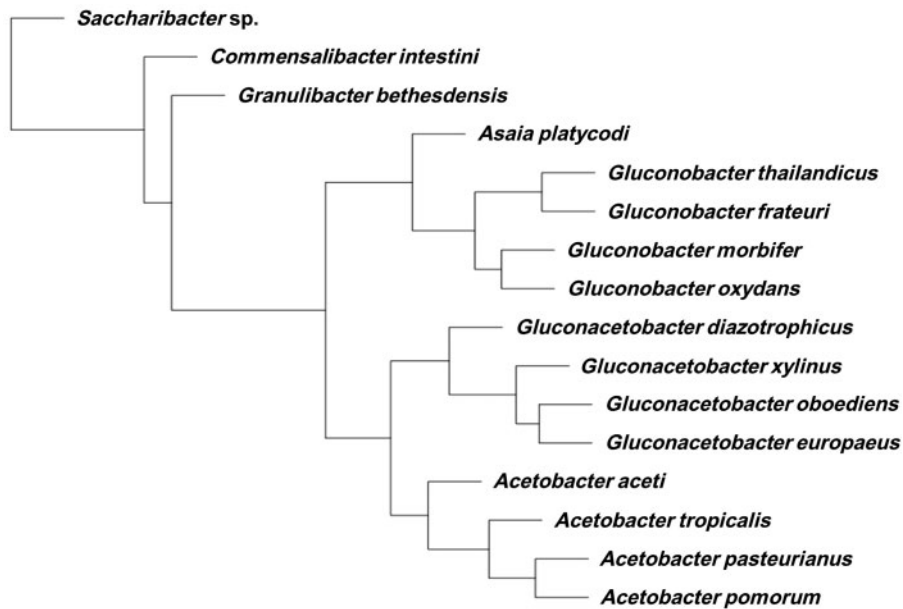 Saccharibacter sp.
Commensalibacter intestini
Granulibacter bethesdensis
Asaia platycodi
Gluconobacter thailandicus
Gluconobacter frateuri
Gluconobacter morbifer
Gluconobacter oxydans
Gluconacetobacter diazotrophicus
Gluconacetobacter xylinus
Gluconacetobacter oboediens
Gluconacetobacter europaeus
Acetobacter aceti
Acetobacter tropicalis
Acetobacter pasteurianus
Acetobacter pomorum